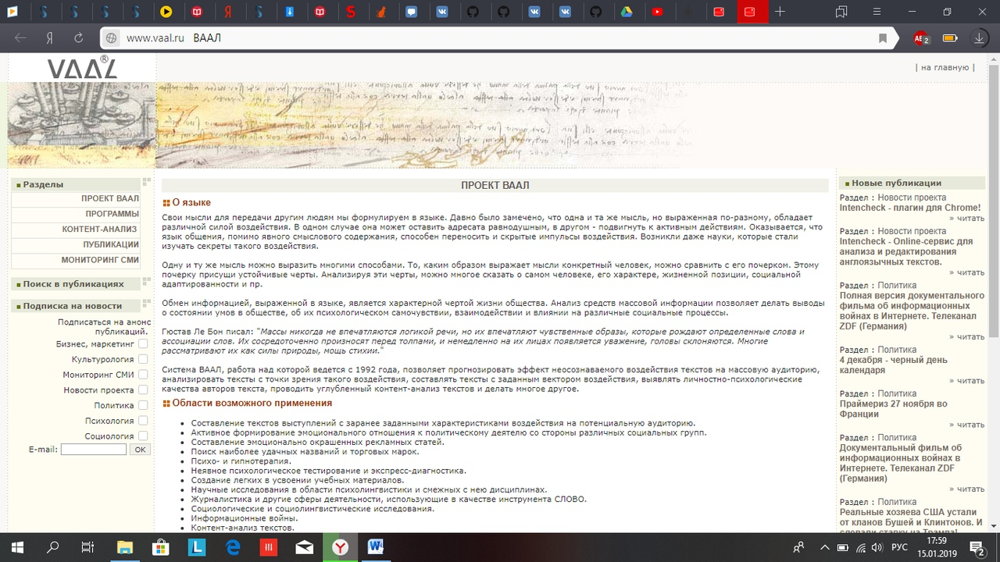 www.vaal.ru ВААЛ
2
VAAL®
| на главную |
Разделы
ПРОЕКТ ВААЛ
ПРОГРАММЫ
КОНТЕНТ-АНАЛИЗ
ПУБЛИКАЦИИ
МОНИТОРИНГ СМИ
Поиск в публикациях
Подписка на новости
Подписаться на анонс
публикаций.
Бизнес, маркетинг
Культурология
Мониторинг СМИ
Новости проекта
Политика
Психология
Социология
E-mail: OK
ПРОЕКТ ВААЛ
О языке
Свои мысли для передачи другим людям мы формулируем в языке. Давно было замечено, что одна и та же мысль, но выраженная по-разному, обладает
различной силой воздействия. В одном случае она может оставить адресата равнодушным, в другом - подвигнуть к активным действиям. Оказывается, что
язык общения, помимо явного смыслового содержания, способен переносить и скрытые импульсы воздействия. Возникли даже науки, которые стали
изучать секреты такого воздействия.
Одну и ту же мысль можно выразить многими способами. То, каким образом выражает мысли конкретный человек, можно сравнить с его почерком. Этому
почерку присущи устойчивые черты. Анализируя эти черты, можно многое сказать о самом человеке, его характере, жизненной позиции, социальной
адаптированности и пр.
Обмен информацией, выраженной в языке, является характерной чертой жизни общества. Анализ средств массовой информации позволяет делать выводы
о состоянии умов в обществе, об их психологическом самочувствии, взаимодействии и влиянии на различные социальные процессы.
Гюстав Ле Бон писал: "Массы никогда не впечатляются логикой речи, но их впечатляют чувственные образы, которые рождают определенные слова и
ассоциации слов. Их сосредоточенно произносят перед толпами, и немедленно на их лицах появляется уважение, головы склоняются. Многие
рассматривают их как силы природы, мощь стихии."
Система ВААЛ, работа над которой ведется с 1992 года, позволяет прогнозировать эффект неосознаваемого воздействия текстов на массовую аудиторию,
анализировать тексты с точки зрения такого воздействия, составлять тексты с заданным вектором воздействия, выявлять личностно-психологические
качества авторов текста, проводить углубленный контент-анализ текстов и делать многое другое.
Области возможного применения
• Составление текстов выступлений с заранее заданными характеристиками воздействия на потенциальную аудиторию.
• Активное формирование эмоционального отношения к политическому деятелю со стороны различных социальных групп.
• Составление эмоционально окрашенных рекламных статей.
• Поиск наиболее удачных названий и торговых марок.
• Психо- и гипнотерапия.
• Неявное психологическое тестирование и экспресс-диагностика.
• Создание легких в усвоении учебных материалов.
• Научные исследования в области психолингвистики и смежных с нею дисциплинах.
• Журналистика и другие сферы деятельности, использующие в качестве инструмента СЛОВО.
• Социологические и социолингвистические исследования.
• Информационные войны.
• Контент-анализ текстов.
Новые публикации
Раздел : Новости проекта
Intencheck - плагин для Chrome!
» читать
Раздел : Новости проекта
Intencheck - Online-сервис для
анализа и редактирования
англоязычных текстов.
» читать
Раздел : Политика
Полная версия документального
фильма об информационных
войнах в Интернете. Телеканал
ZDF (Германия)
» читать
Раздел : Политика
4 декабря - черный день
календаря
» читать
Раздел : Политика
Праймериз 27 ноября во
Франции
» читать
Раздел : Политика
Документальный фильм об
информационных войнах в
Интернете. Телеканал ZDF
(Германия)
» читать
Раздел : Политика
Реальные хозяева США устали
от кланов Бушей и Клинтонов. И
сделали ставку на Трампа!
РУС
17:59
15.01.2019
2